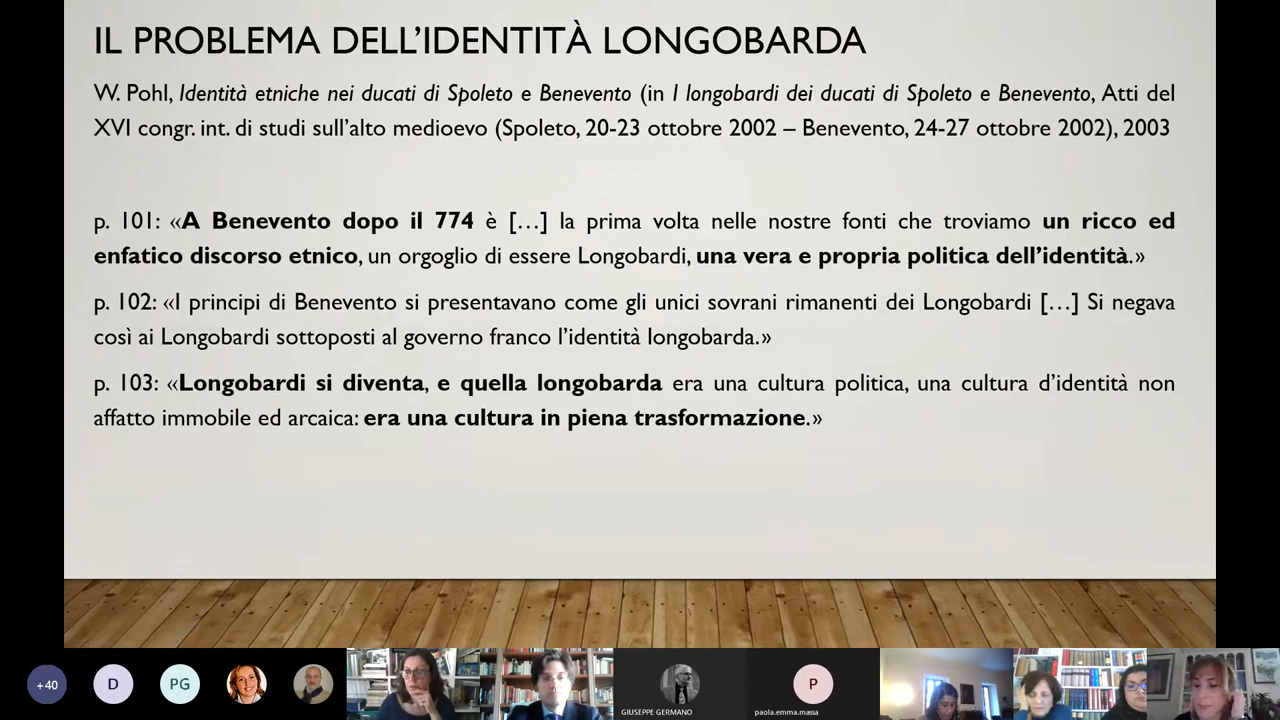 IL PROBLEMA DELL'IDENTITÀ LONGOBARDA
W. Pohl, Identità etniche nei ducati di Spoleto e Benevento (in I longobardi dei ducati di Spoleto e Benevento, Atti del
XVI congr. int. di studi sull'alto medioevo (Spoleto, 20-23 ottobre 2002 – Benevento, 24-27 ottobre 2002), 2003
p. 101: «A Benevento dopo il 774 è […] la prima volta nelle nostre fonti che troviamo un ricco ed
enfatico discorso etnico, un orgoglio di essere Longobardi, una vera e propria politica dell'identità.»
p. 102: «I principi di Benevento si presentavano come gli unici sovrani rimanenti dei Longobardi […] Si negava
così ai Longobardi sottoposti al governo franco l'identità longobarda.»
p. 103: «Longobardi si diventa, e quella longobarda era una cultura politica, una cultura d'identità non
affatto immobile ed arcaica: era una cultura in piena trasformazione.»
+40
D
PG
GIUSEPPE GERMANO
P
paola.emma.massa